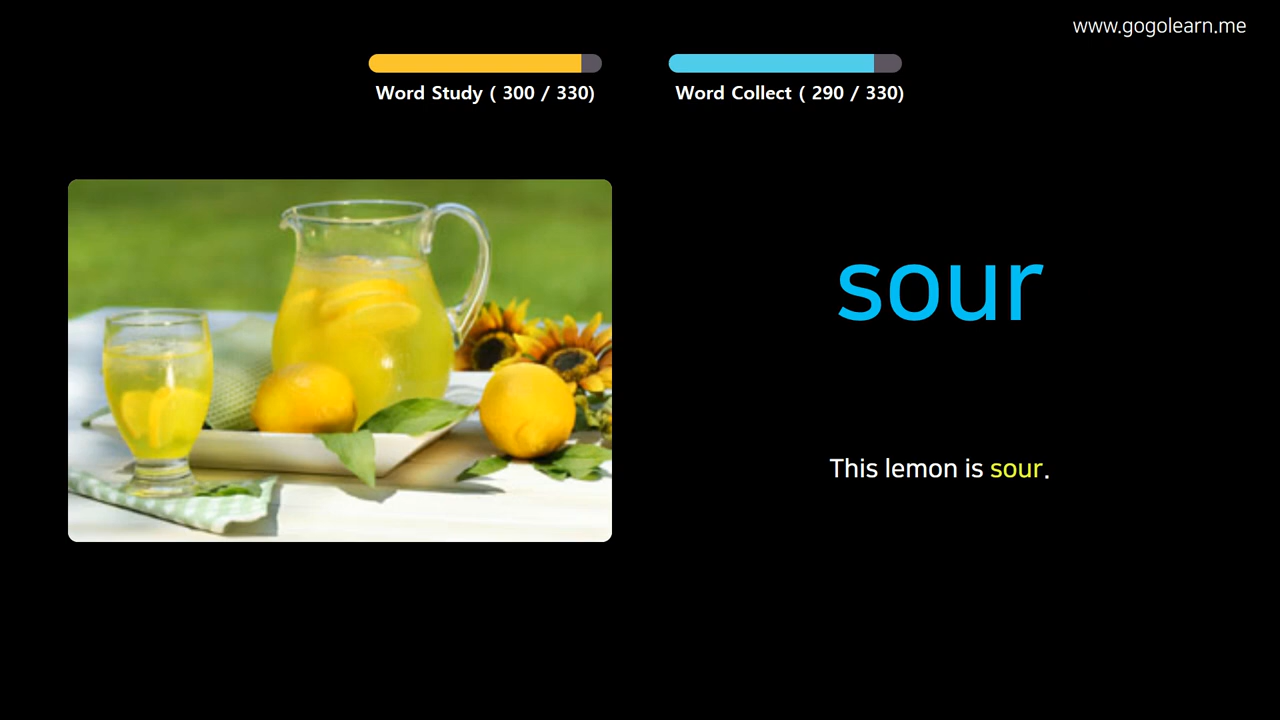 www.gogolearn.me
Word Study ( 300 / 330)
Word Collect ( 290 / 330)
sour
This lemon is sour.